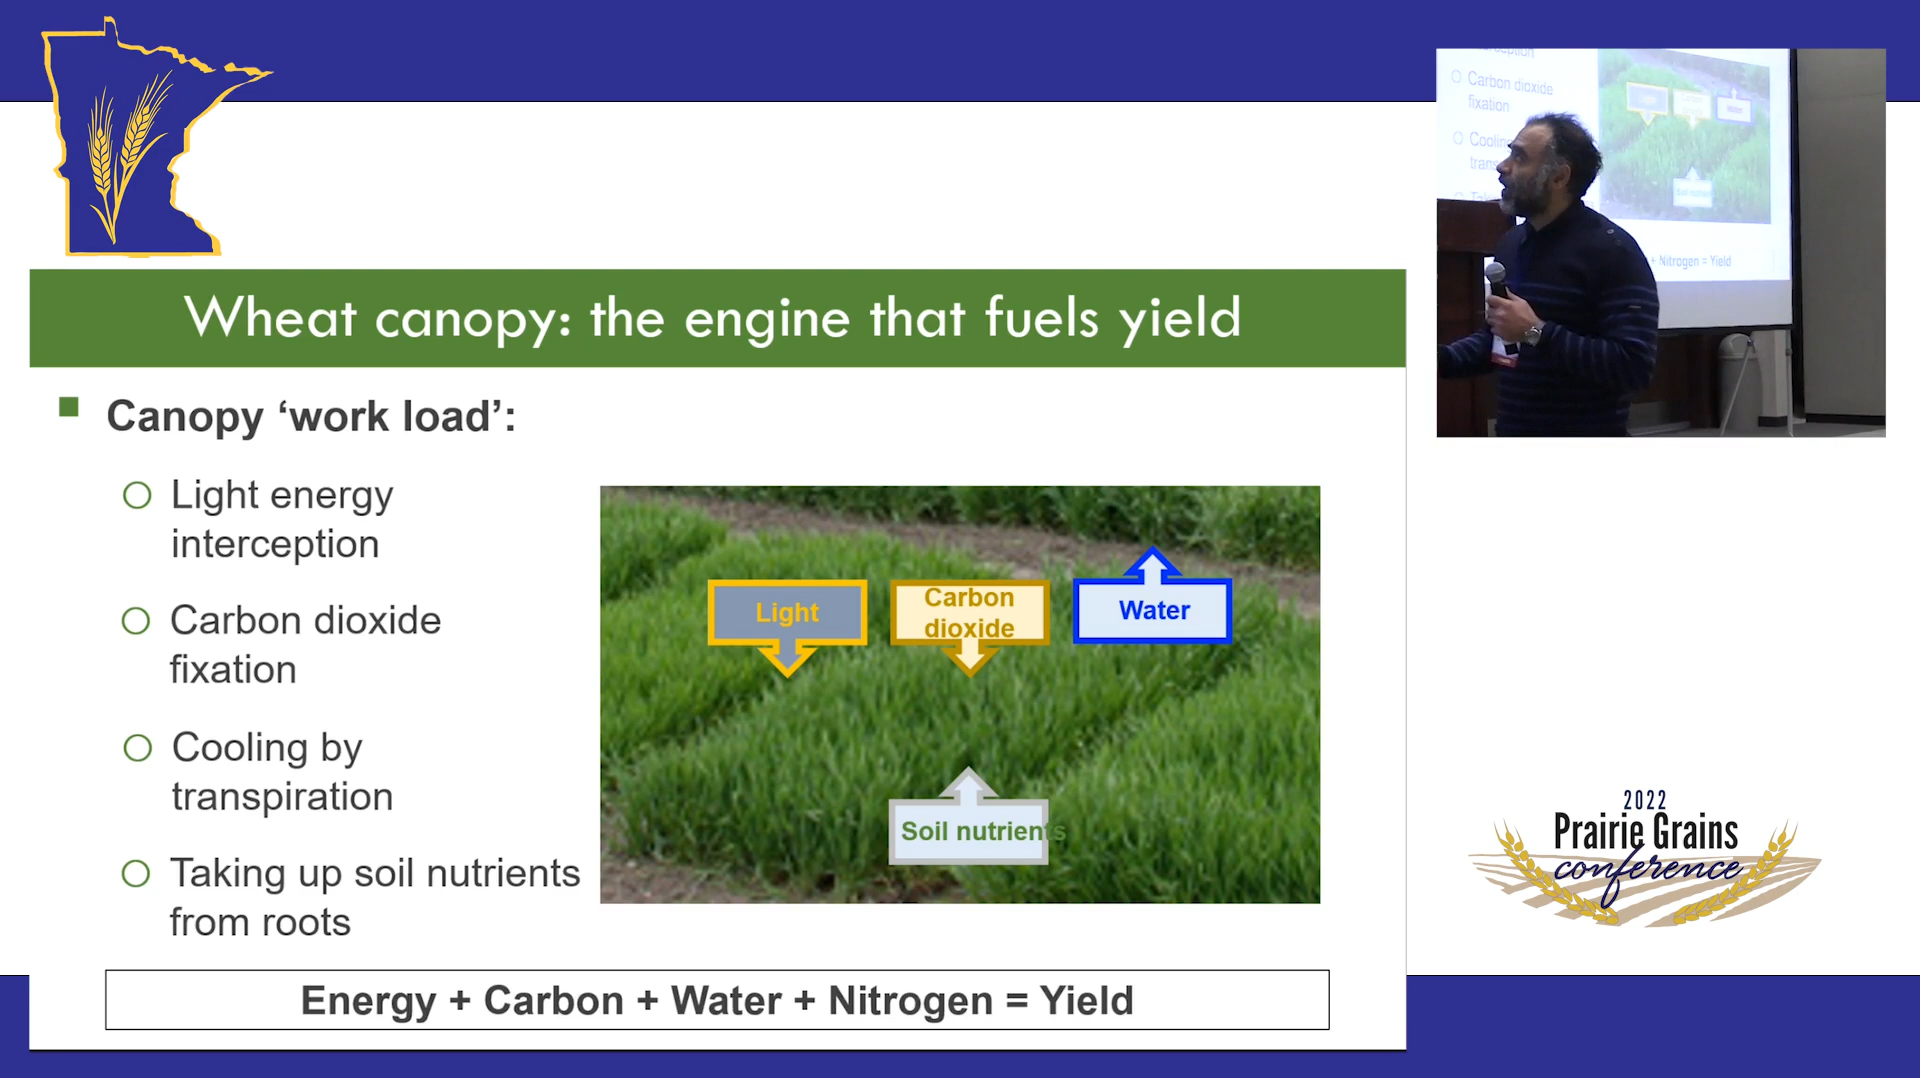 Wheat canopy: the engine that fuels yield
Canopy ‘work load’:
Light energy
interception
Carbon dioxide
fixation
Cooling by
transpiration
Taking up soil nutrients
from roots
Light
Carbon
dioxide
Water
Soil nutrients
Energy + Carbon + Water + Nitrogen = Yield
Carbon dioxide
fixation
Cooling
trans
+ Nitrogen = Yield
2022
Prairie Grains
conference